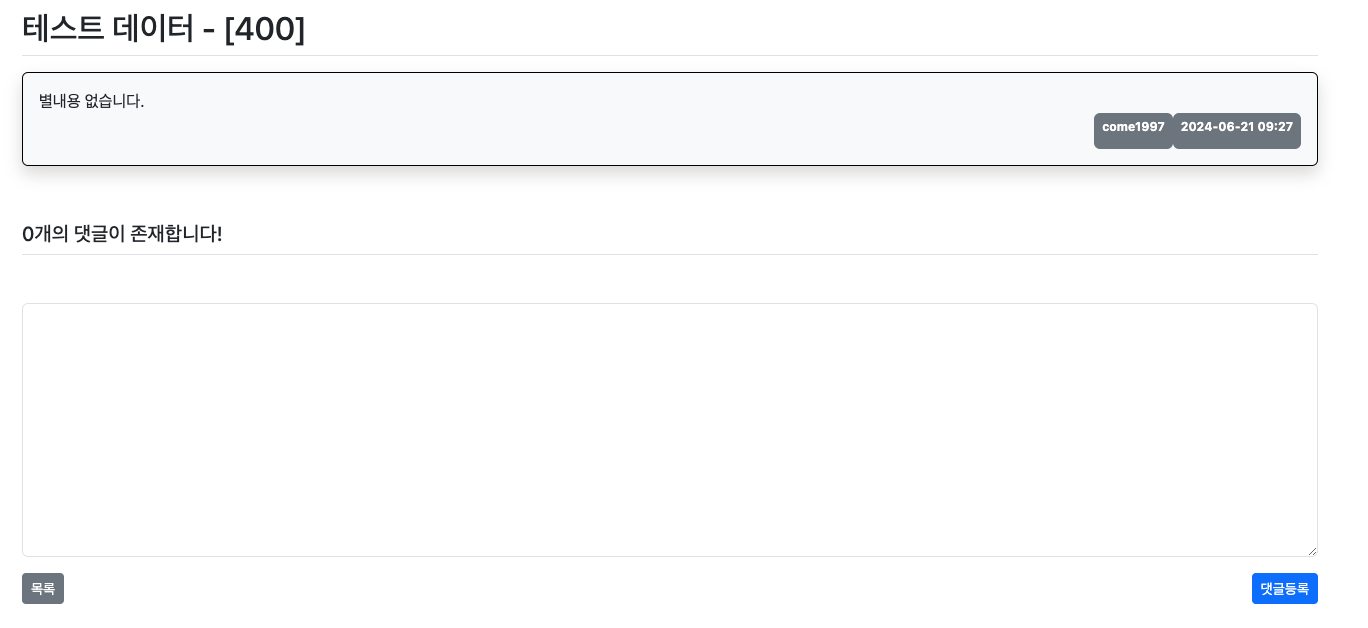 테스트 데이터 - [400]
별내용 없습니다.
come1997 2024-06-21 09:27
0개의 댓글이 존재합니다!
목록 댓글등록